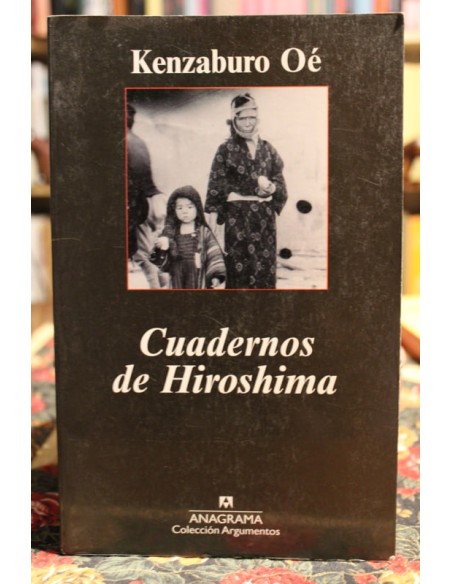 Kenzaburo Oé
Cuadernos
de Hiroshima
ANAGRAMA
Colección Argumentos